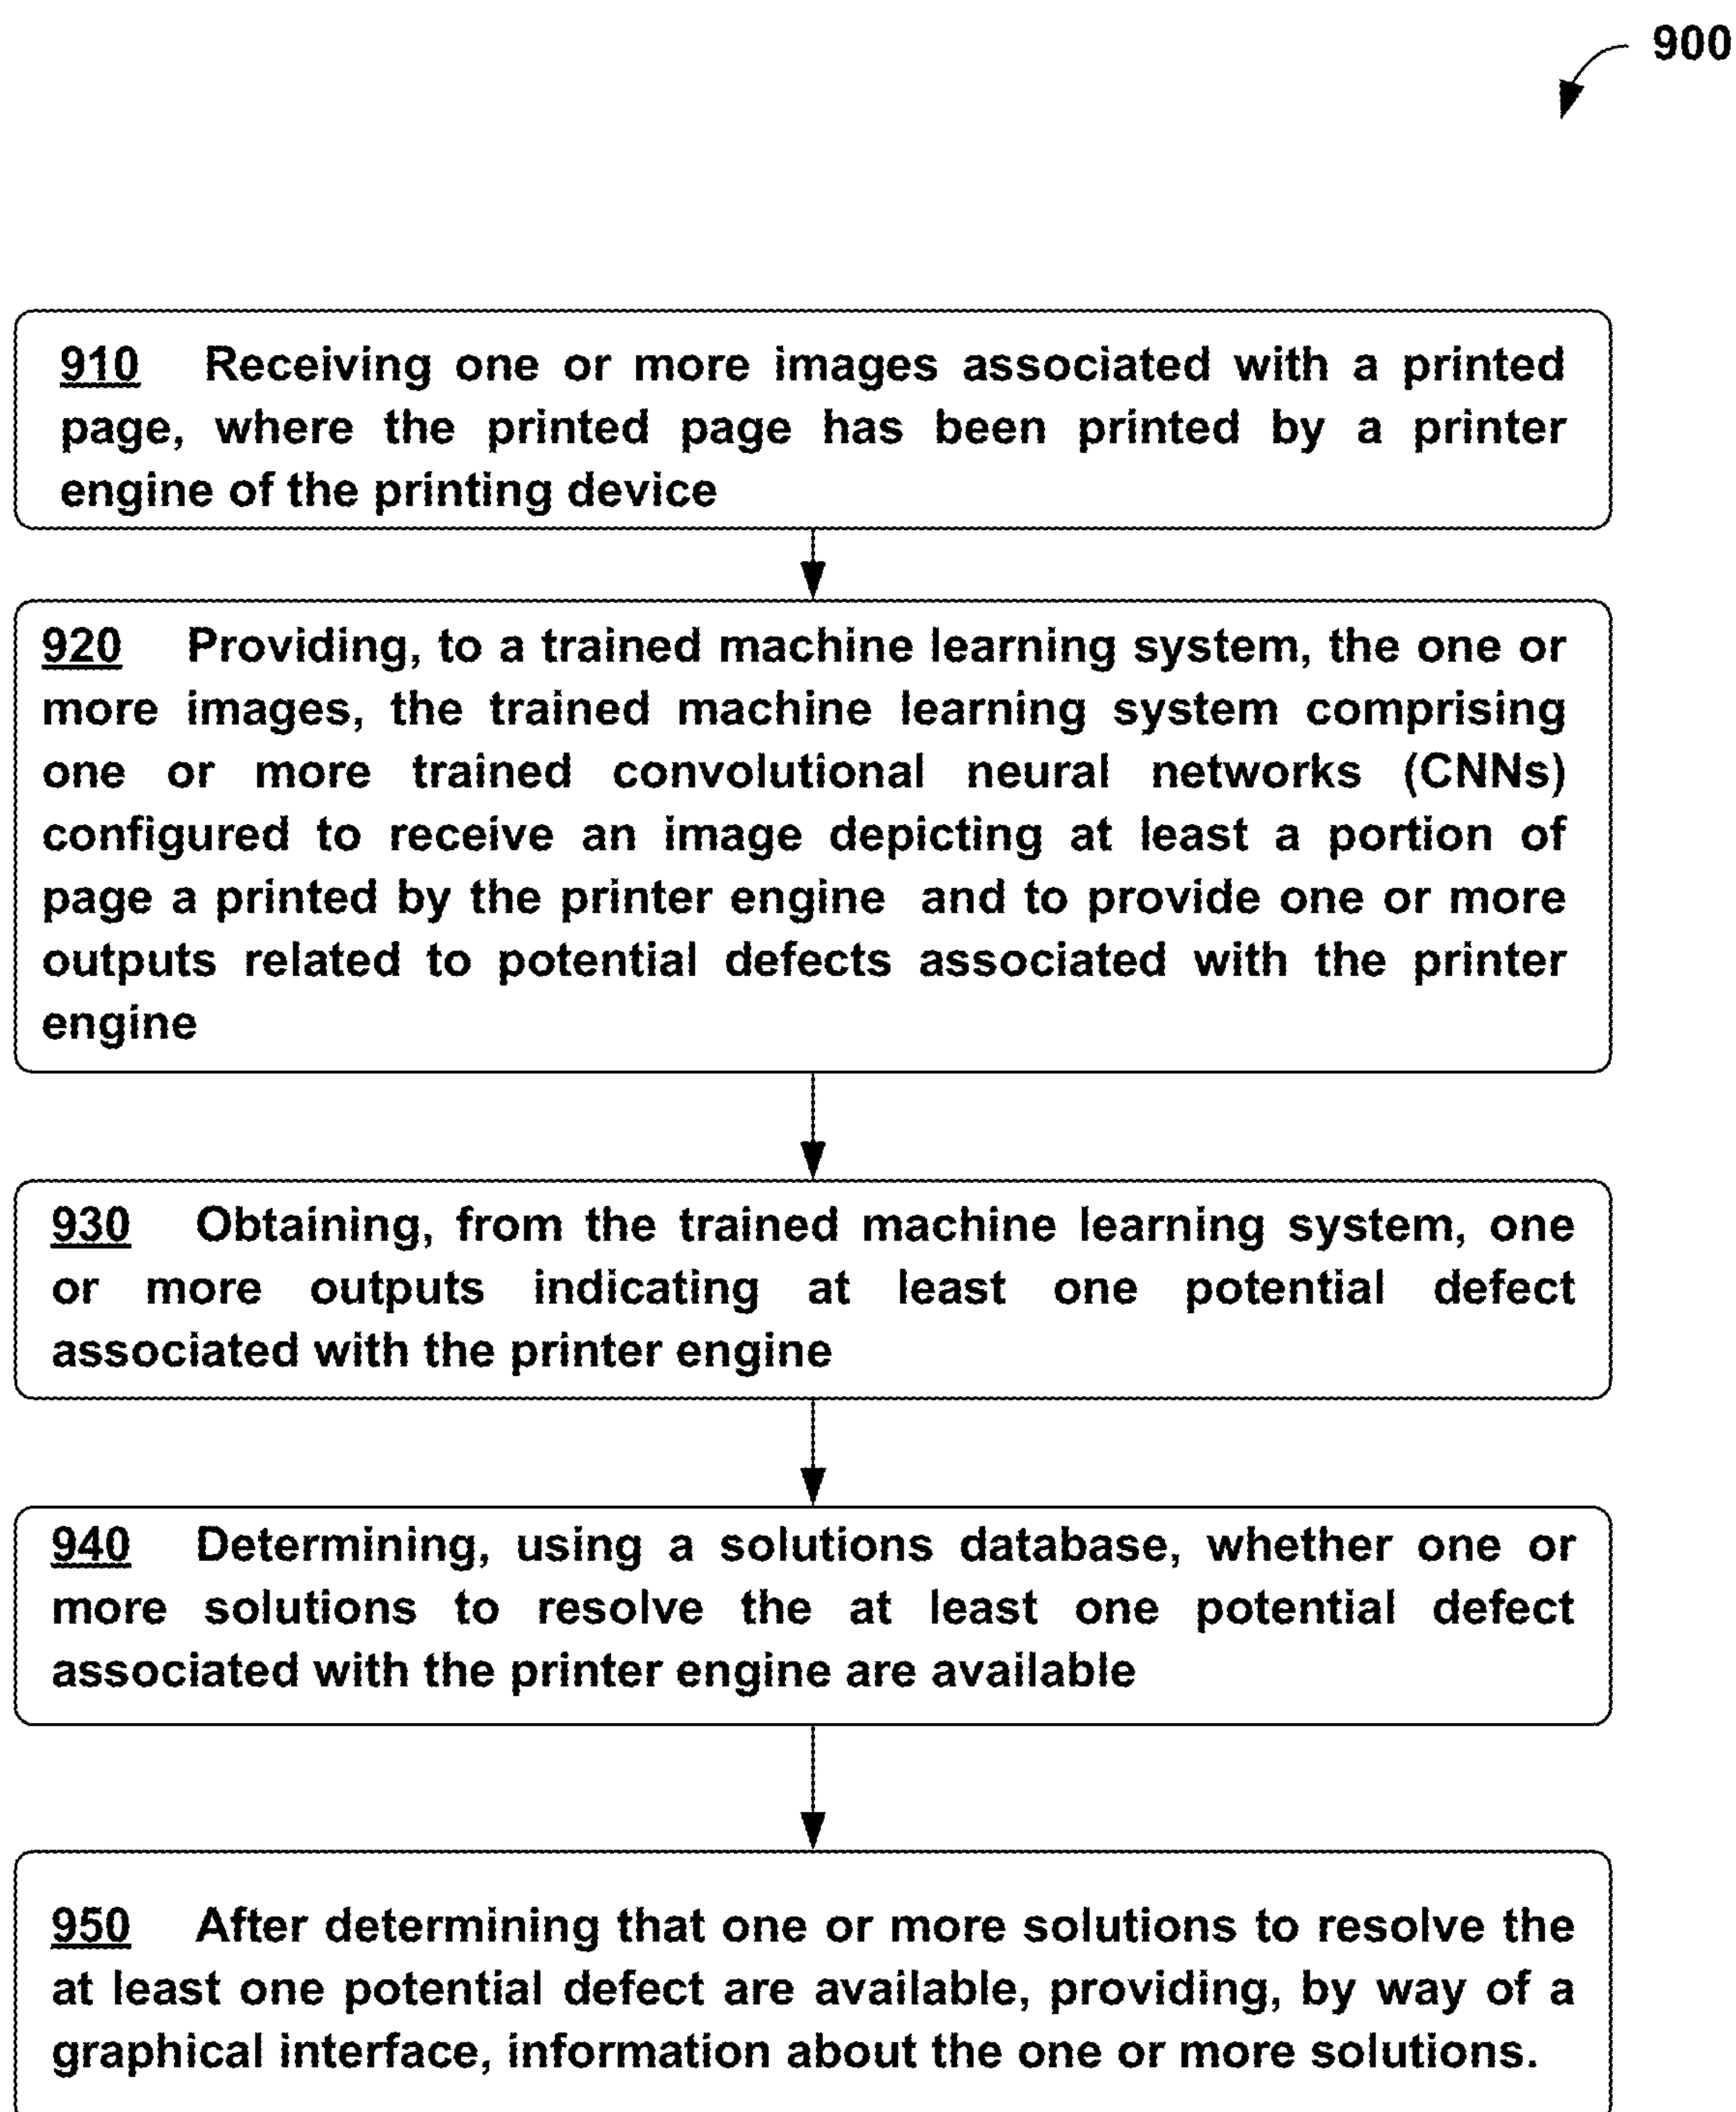 900
910 Receiving one or more images associated with a printed
page, where the printed page has been printed by a printer
engine of the printing device
920 Providing, to a trained machine learning system, the one or
more images, the trained machine learning system comprising
one or more trained convolutional neural networks (CNNs)
configured to receive an image depicting at least a portion of
page a printed by the printer engine and to provide one or more
outputs related to potential defects associated with the printer
engine
930 Obtaining, from the trained machine learning system, one
or more outputs indicating at least one potential defect
associated with the printer engine
940 Determining, using a solutions database, whether one or
more solutions to resolve the at least one potential defect
associated with the printer engine are available
950 After determining that one or more solutions to resolve the
at least one potential defect are available, providing, by way of a
graphical interface, information about the one or more solutions.